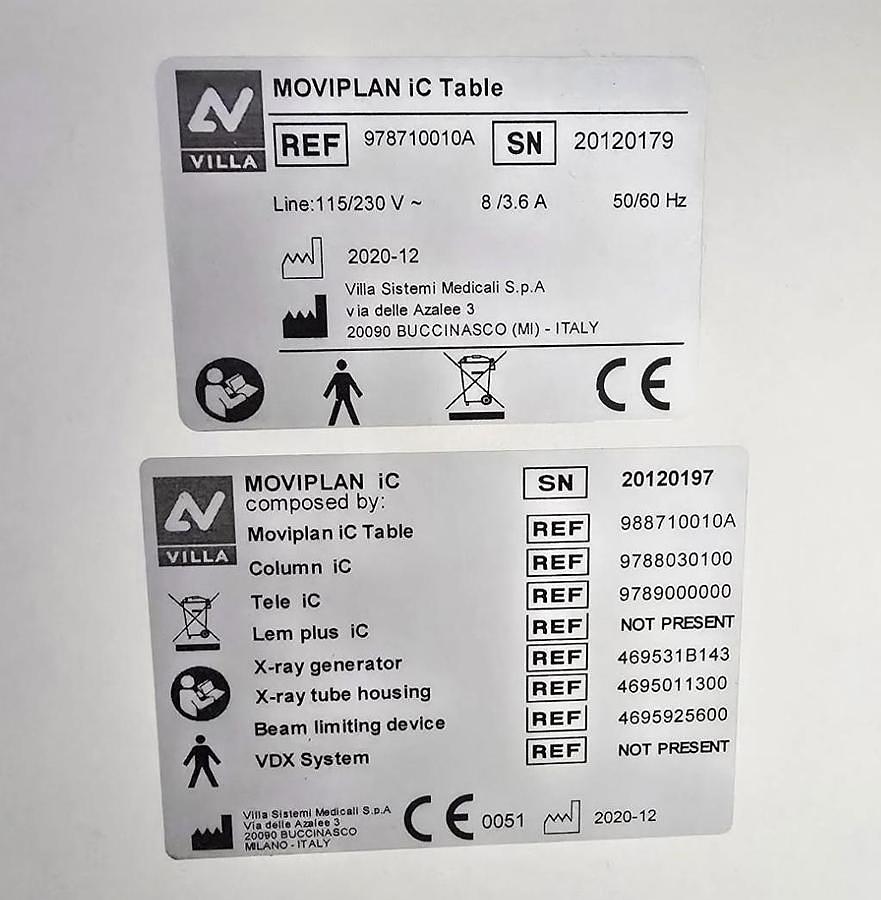 VILLA
MOVIPLAN iC Table
REF 978710010A SN 20120179
Line:115/230 V ~ 8 /3.6 A 50/60 Hz
2020-12
Villa Sistemi Medicali S.p.A
via delle Azalee 3
20090 BUCCINASCO (MI) - ITALY
CE
VILLA
MOVIPLAN iC SN 20120197
composed by:
Moviplan iC Table REF 988710010A
Column iC REF 9788030100
Tele iC REF 9789000000
Lem plus iC REF NOT PRESENT
X-ray generator REF 469531B143
X-ray tube housing REF 4695011300
Beam limiting device REF 4695925600
VDX System REF NOT PRESENT
Villa Sistemi Medicali S.p.A
Via delle Azalee 3
20090 BUCCINASCO
MILANO - ITALY
CE 0051 2020-12